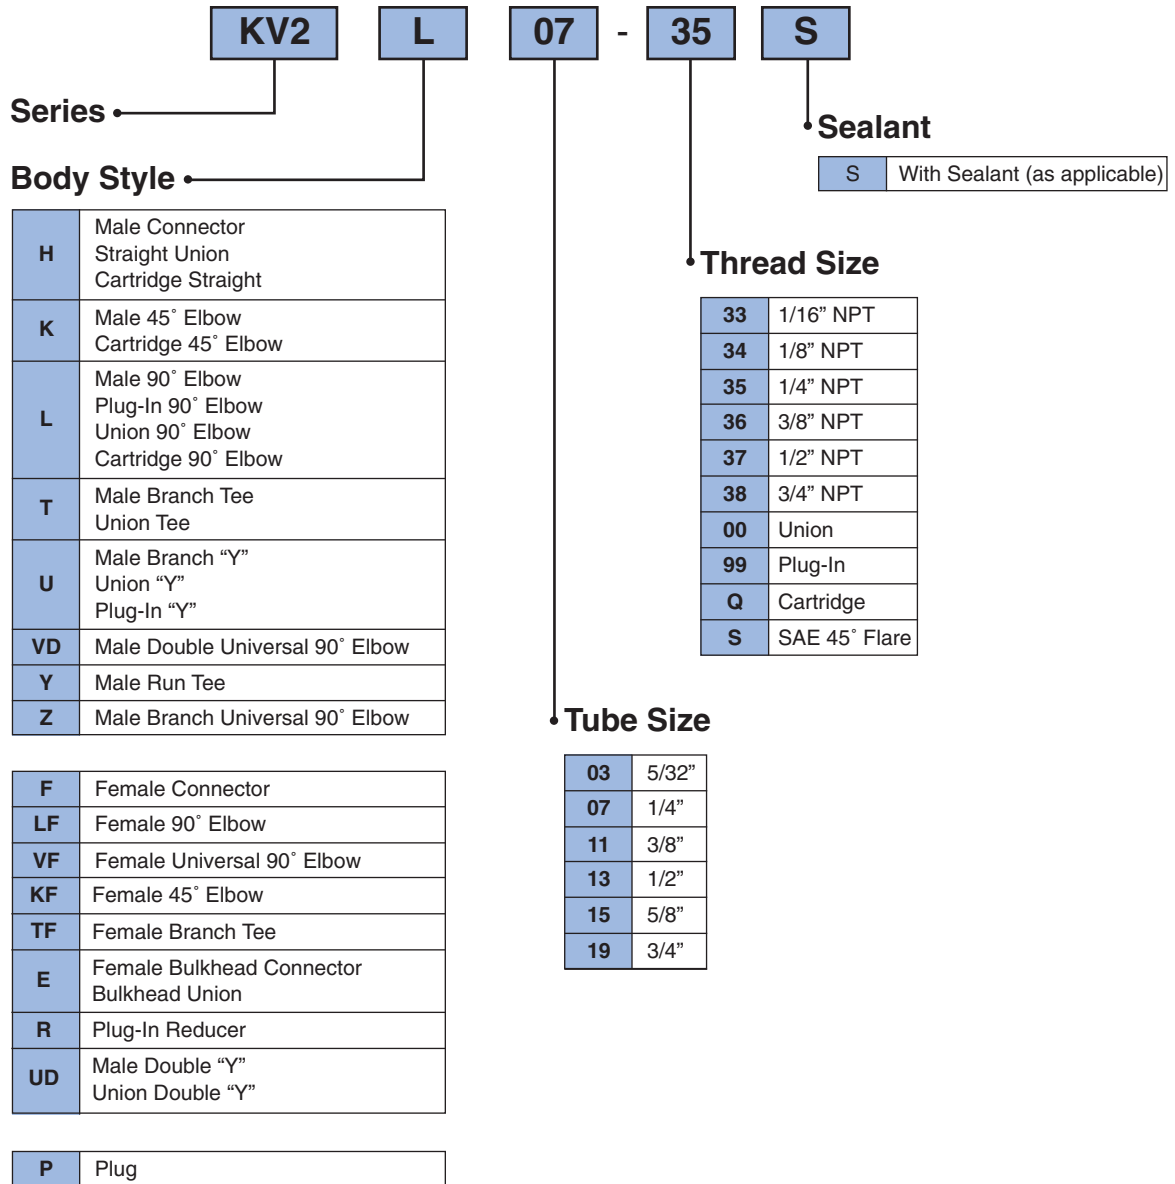 KV2 L 07 - 35 S
Series
Body Style
H Male Connector
Straight Union
Cartridge Straight
K Male 45˚ Elbow
Cartridge 45˚ Elbow
L Male 90˚ Elbow
Plug-In 90˚ Elbow
Union 90˚ Elbow
Cartridge 90˚ Elbow
T Male Branch Tee
Union Tee
U Male Branch “Y”
Union “Y”
Plug-In “Y”
VD Male Double Universal 90˚ Elbow
Y Male Run Tee
Z Male Branch Universal 90˚ Elbow
F Female Connector
LF Female 90˚ Elbow
VF Female Universal 90˚ Elbow
KF Female 45˚ Elbow
TF Female Branch Tee
E Female Bulkhead Connector
Bulkhead Union
R Plug-In Reducer
UD Male Double “Y”
Union Double “Y”
P Plug
Tube Size
03 5/32”
07 1/4”
11 3/8”
13 1/2”
15 5/8”
19 3/4”
Thread Size
33 1/16” NPT
34 1/8” NPT
35 1/4” NPT
36 3/8” NPT
37 1/2” NPT
38 3/4” NPT
00 Union
99 Plug-In
Q Cartridge
S SAE 45˚ Flare
Sealant
S With Sealant (as applicable)